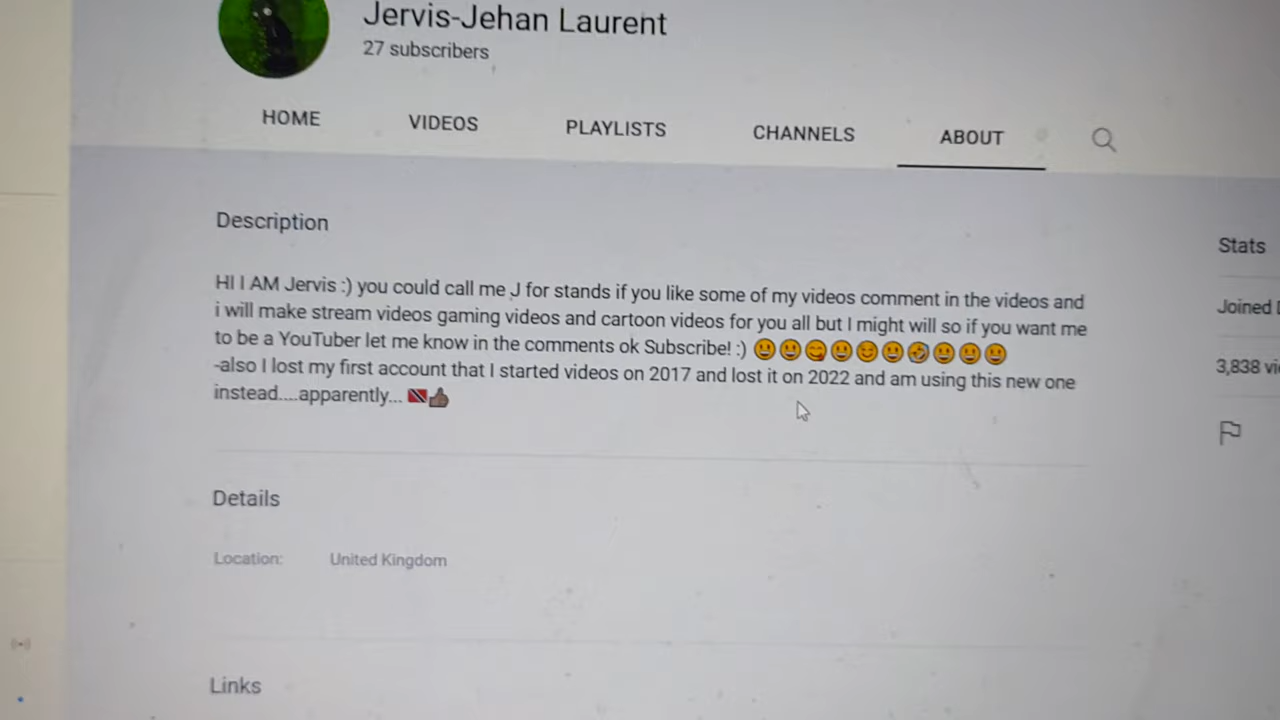 Jervis-Jehan Laurent
27 subscribers
HOME VIDEOS PLAYLISTS CHANNELS ABOUT
Description
HI I AM Jervis :) you could call me J for stands if you like some of my videos comment in the videos and
i will make stream videos gaming videos and cartoon videos for you all but I might will so if you want me
to be a YouTuber let me know in the comments ok Subscribe! :) 😃😃😋😃😊😃🤣😃😃😃
-also I lost my first account that I started videos on 2017 and lost it on 2022 and am using this new one
instead....apparently... 🇹🇹👍🏾
Stats
Joined
3,838
Details
Location: United Kingdom
Links